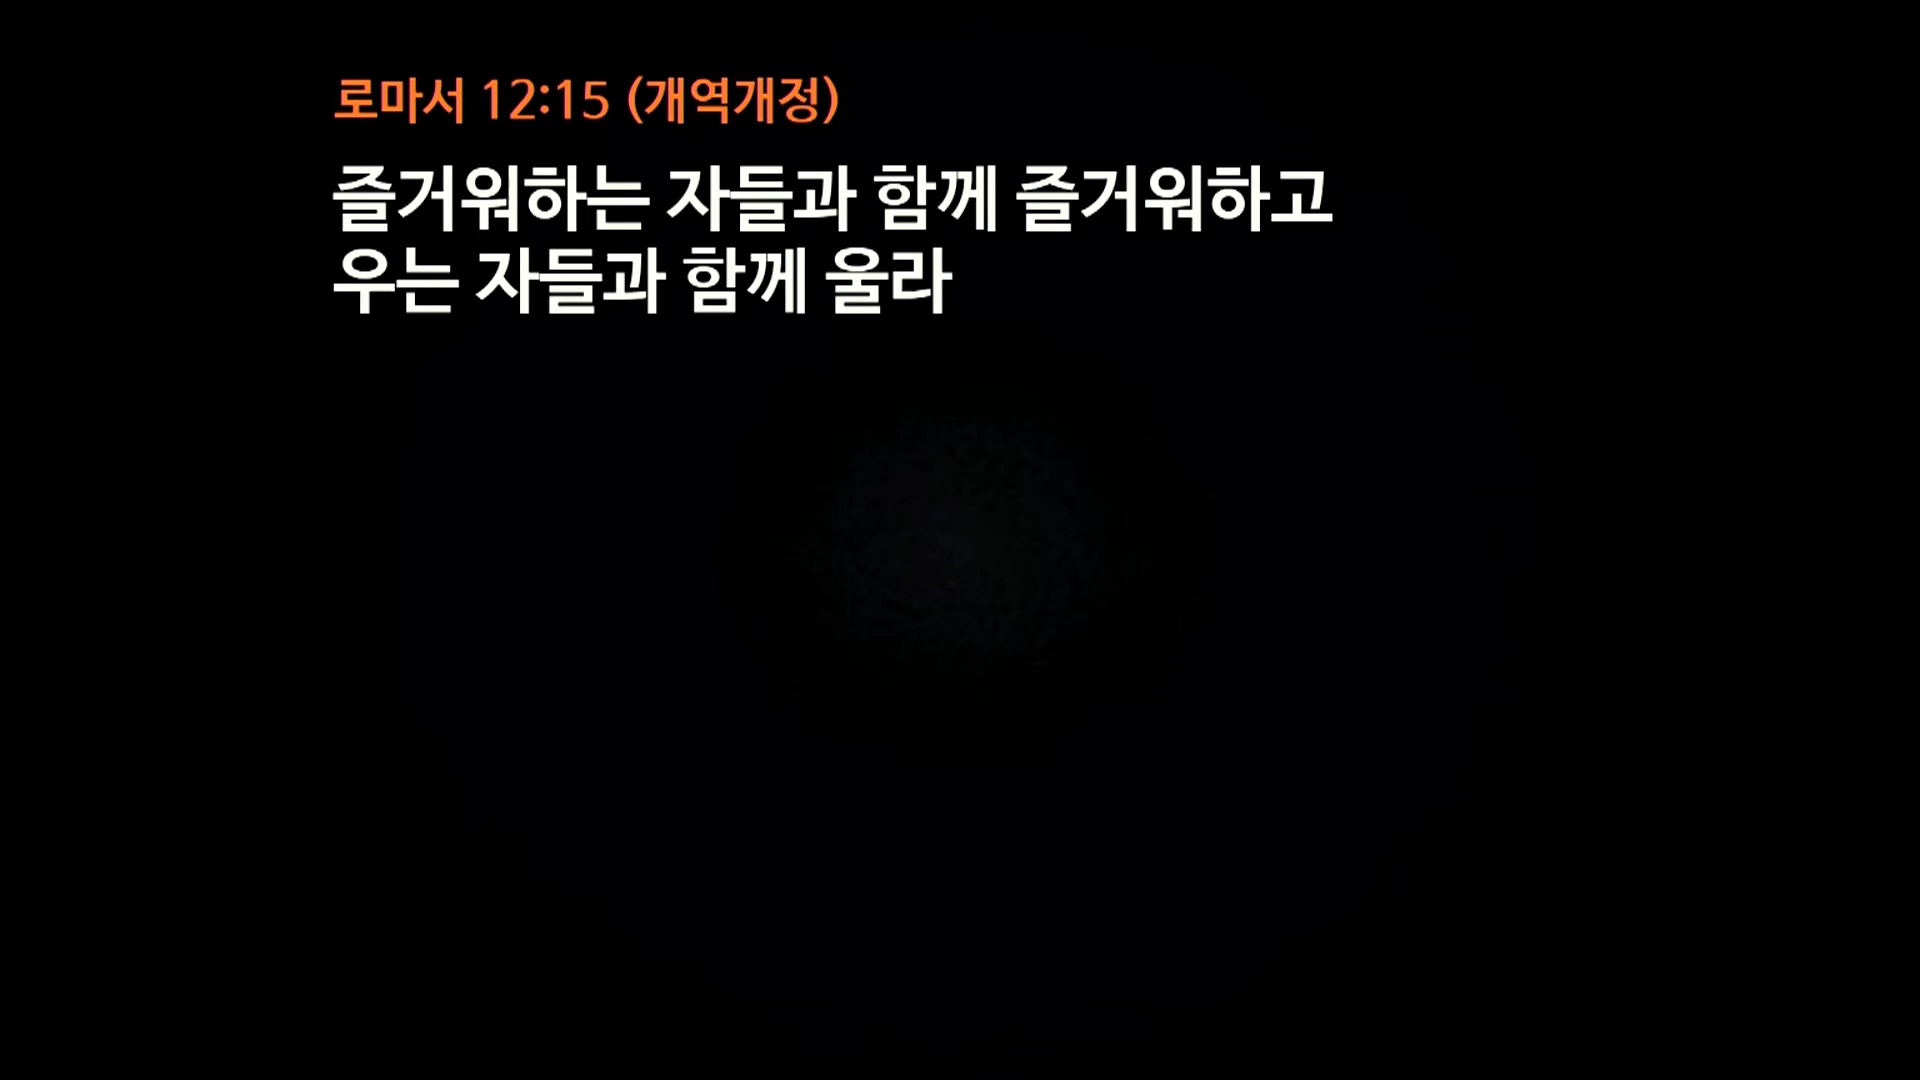 로마서 12:15 (개역개정)
즐거워하는 자들과 함께 즐거워하고
우는 자들과 함께 울라